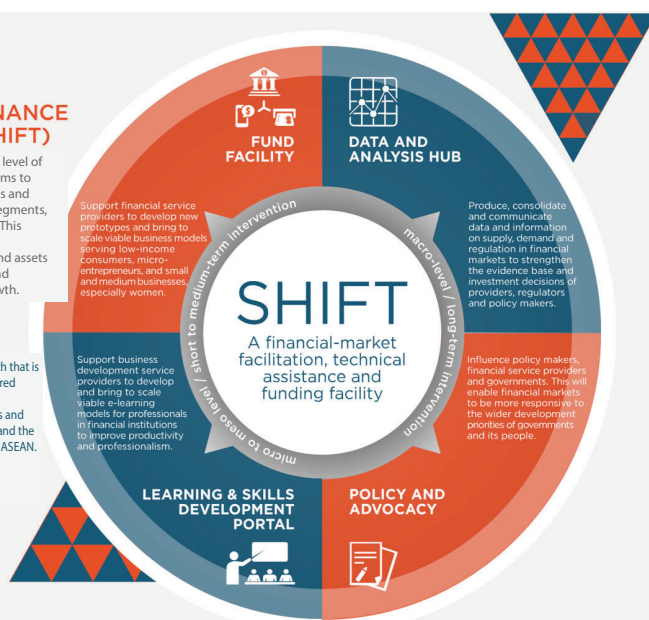 NANCE
HIFT)
level of
ms to
s and
egments,
This
nd assets
nd
wth.
h that is
red
s and
and the
ASEAN.
FUND
FACILITY
Support financial service
providers to develop new
prototypes and bring to
scale viable business models
serving low-income
consumers, micro-
entrepreneurs, and small
and medium businesses,
especially women.
DATA AND
ANALYSIS HUB
Produce, consolidate
and communicate
data and information
on supply, demand and
regulation in financial
markets to strengthen
the evidence base and
investment decisions of
providers, regulators
and policy makers.
short to medium-term intervention
micro to meso level /
macro-level / long-term intervention
SHIFT
A financial-market
facilitation, technical
assistance and
funding facility
Support business
development service
providers to develop
and bring to scale
viable e-learning
models for professionals
in financial institutions
to improve productivity
and professionalism.
LEARNING & SKILLS
DEVELOPMENT
PORTAL
Influence policy makers,
financial service providers
and governments. This will
enable financial markets
to be more responsive to
the wider development
priorities of governments
and its people.
POLICY AND
ADVOCACY